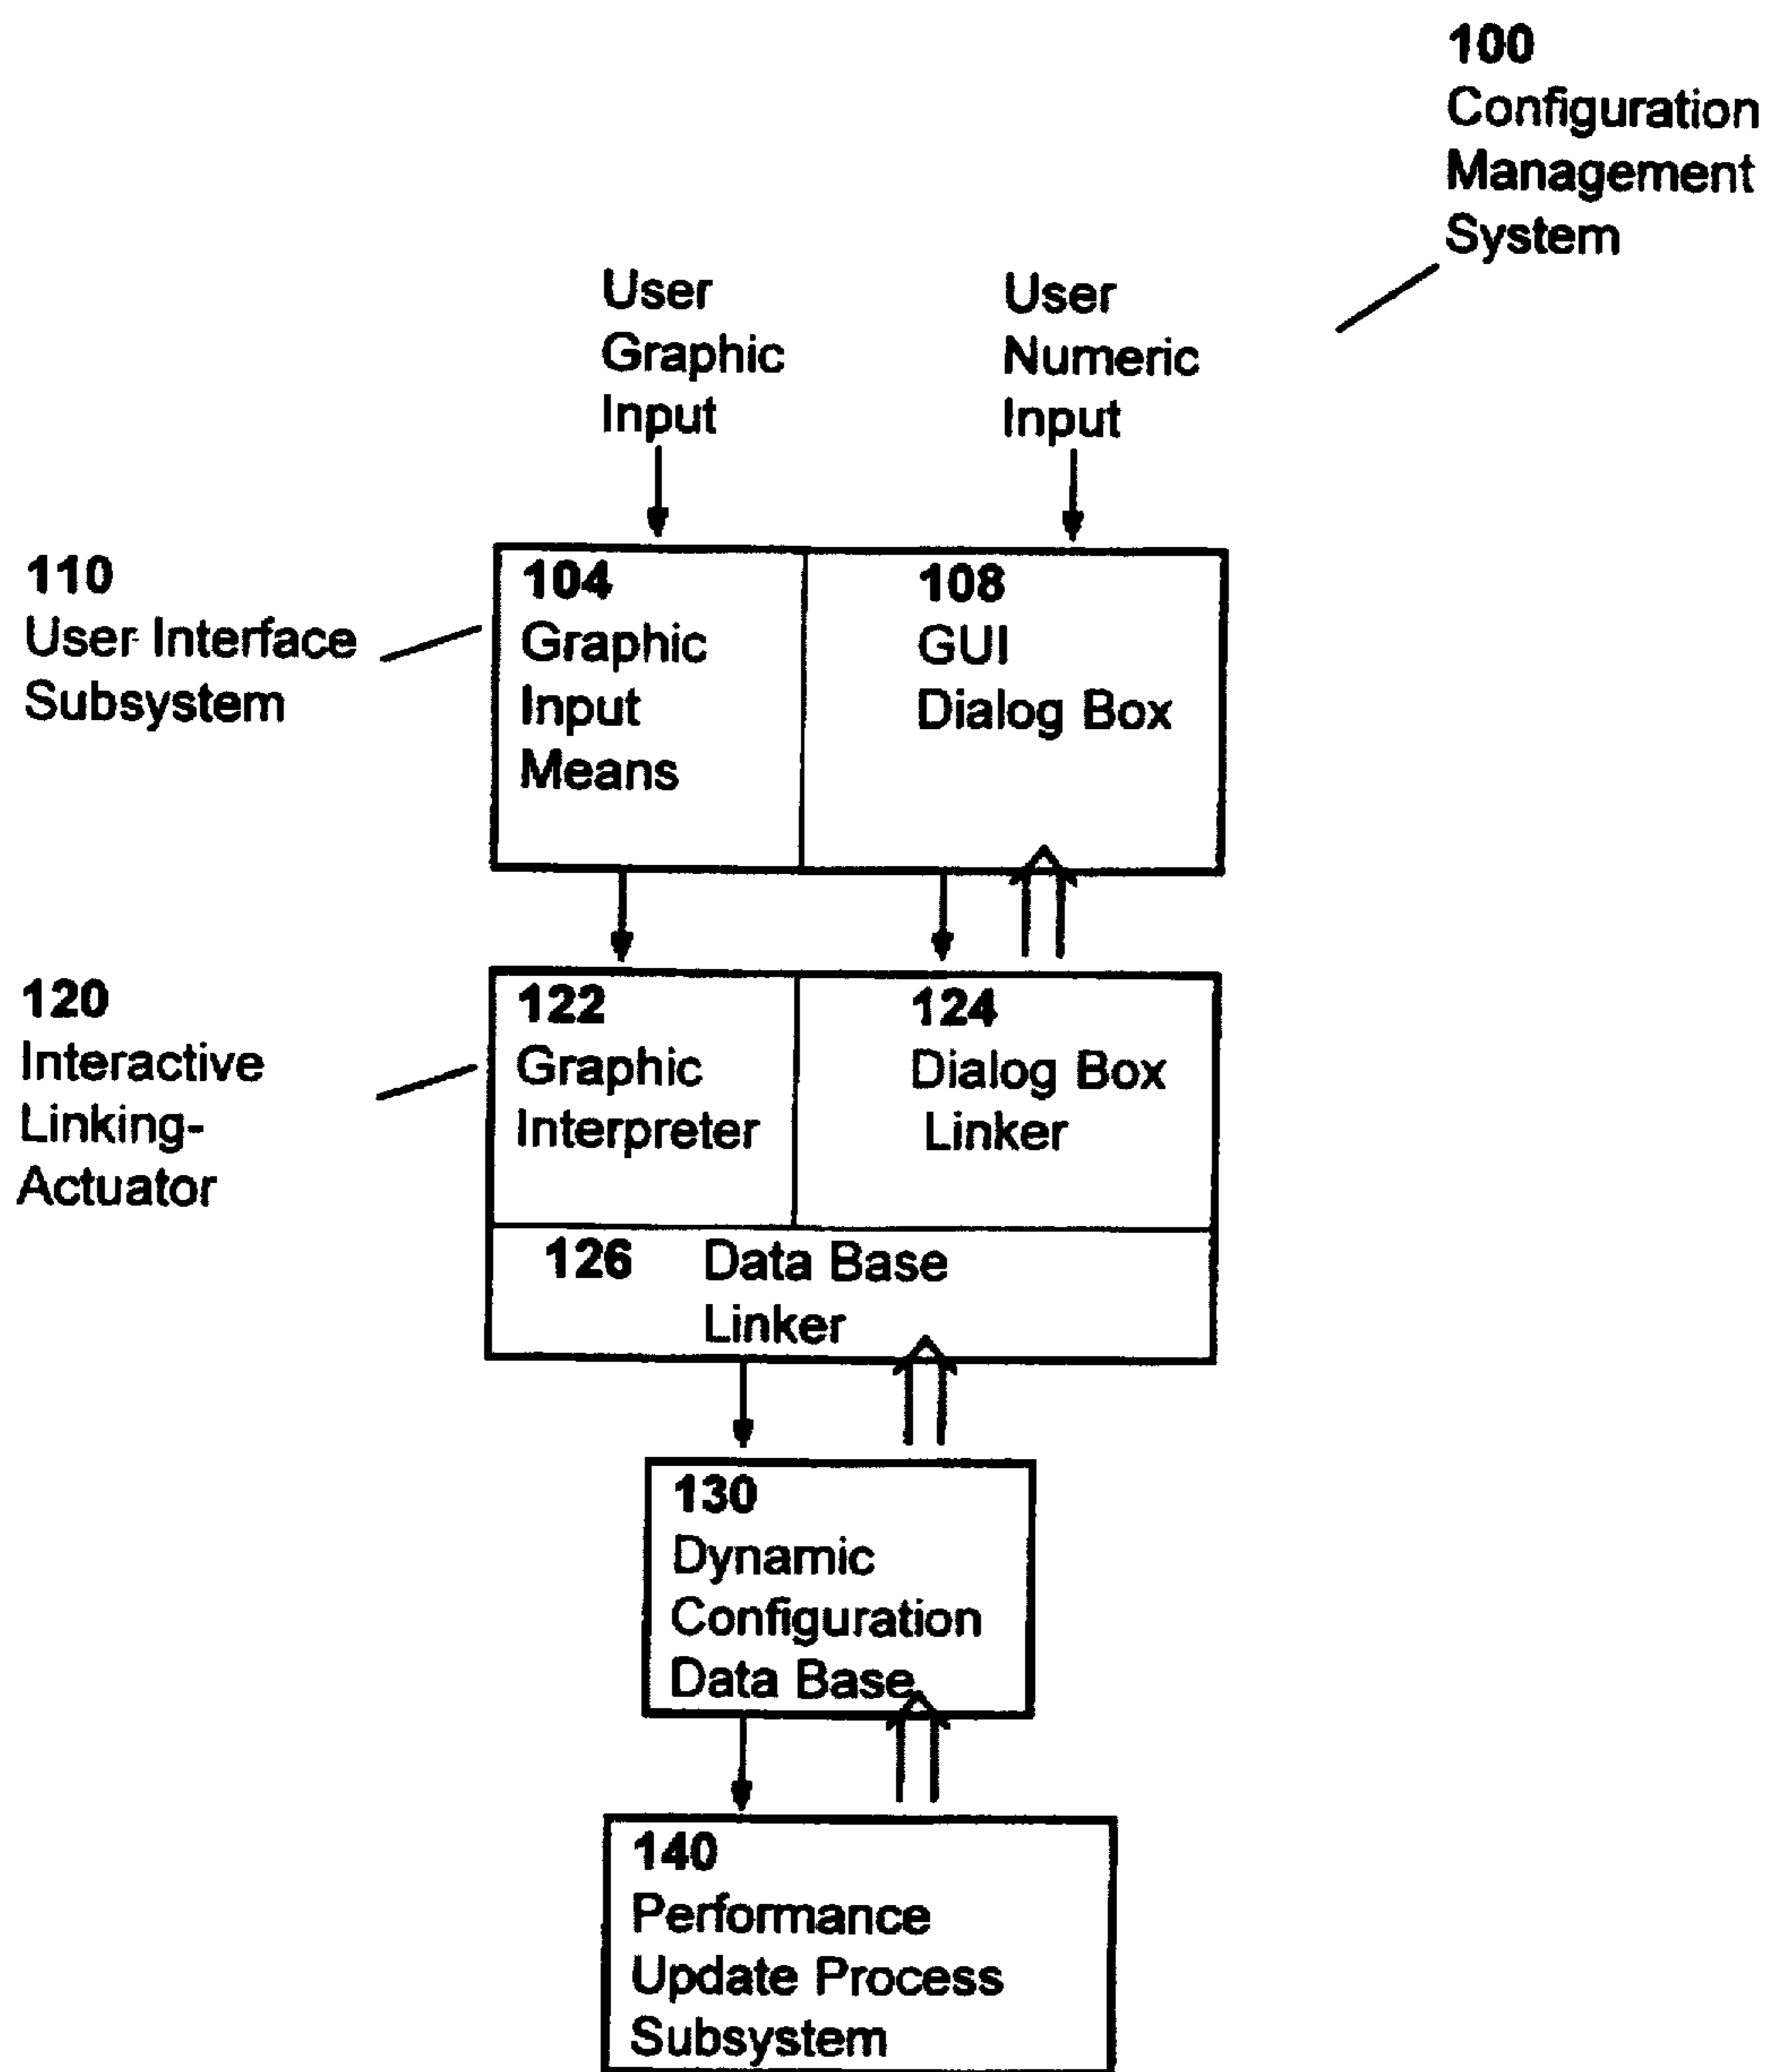 100
Configuration
Management
System
User
Graphic
Input
User
Numeric
Input
110
User Interface
Subsystem
104
Graphic
Input
Means
108
GUI
Dialog Box
120
Interactive
Linking-
Actuator
122
Graphic
Interpreter
124
Dialog Box
Linker
126 Data Base
Linker
130
Dynamic
Configuration
Data Base
140
Performance
Update Process
Subsystem